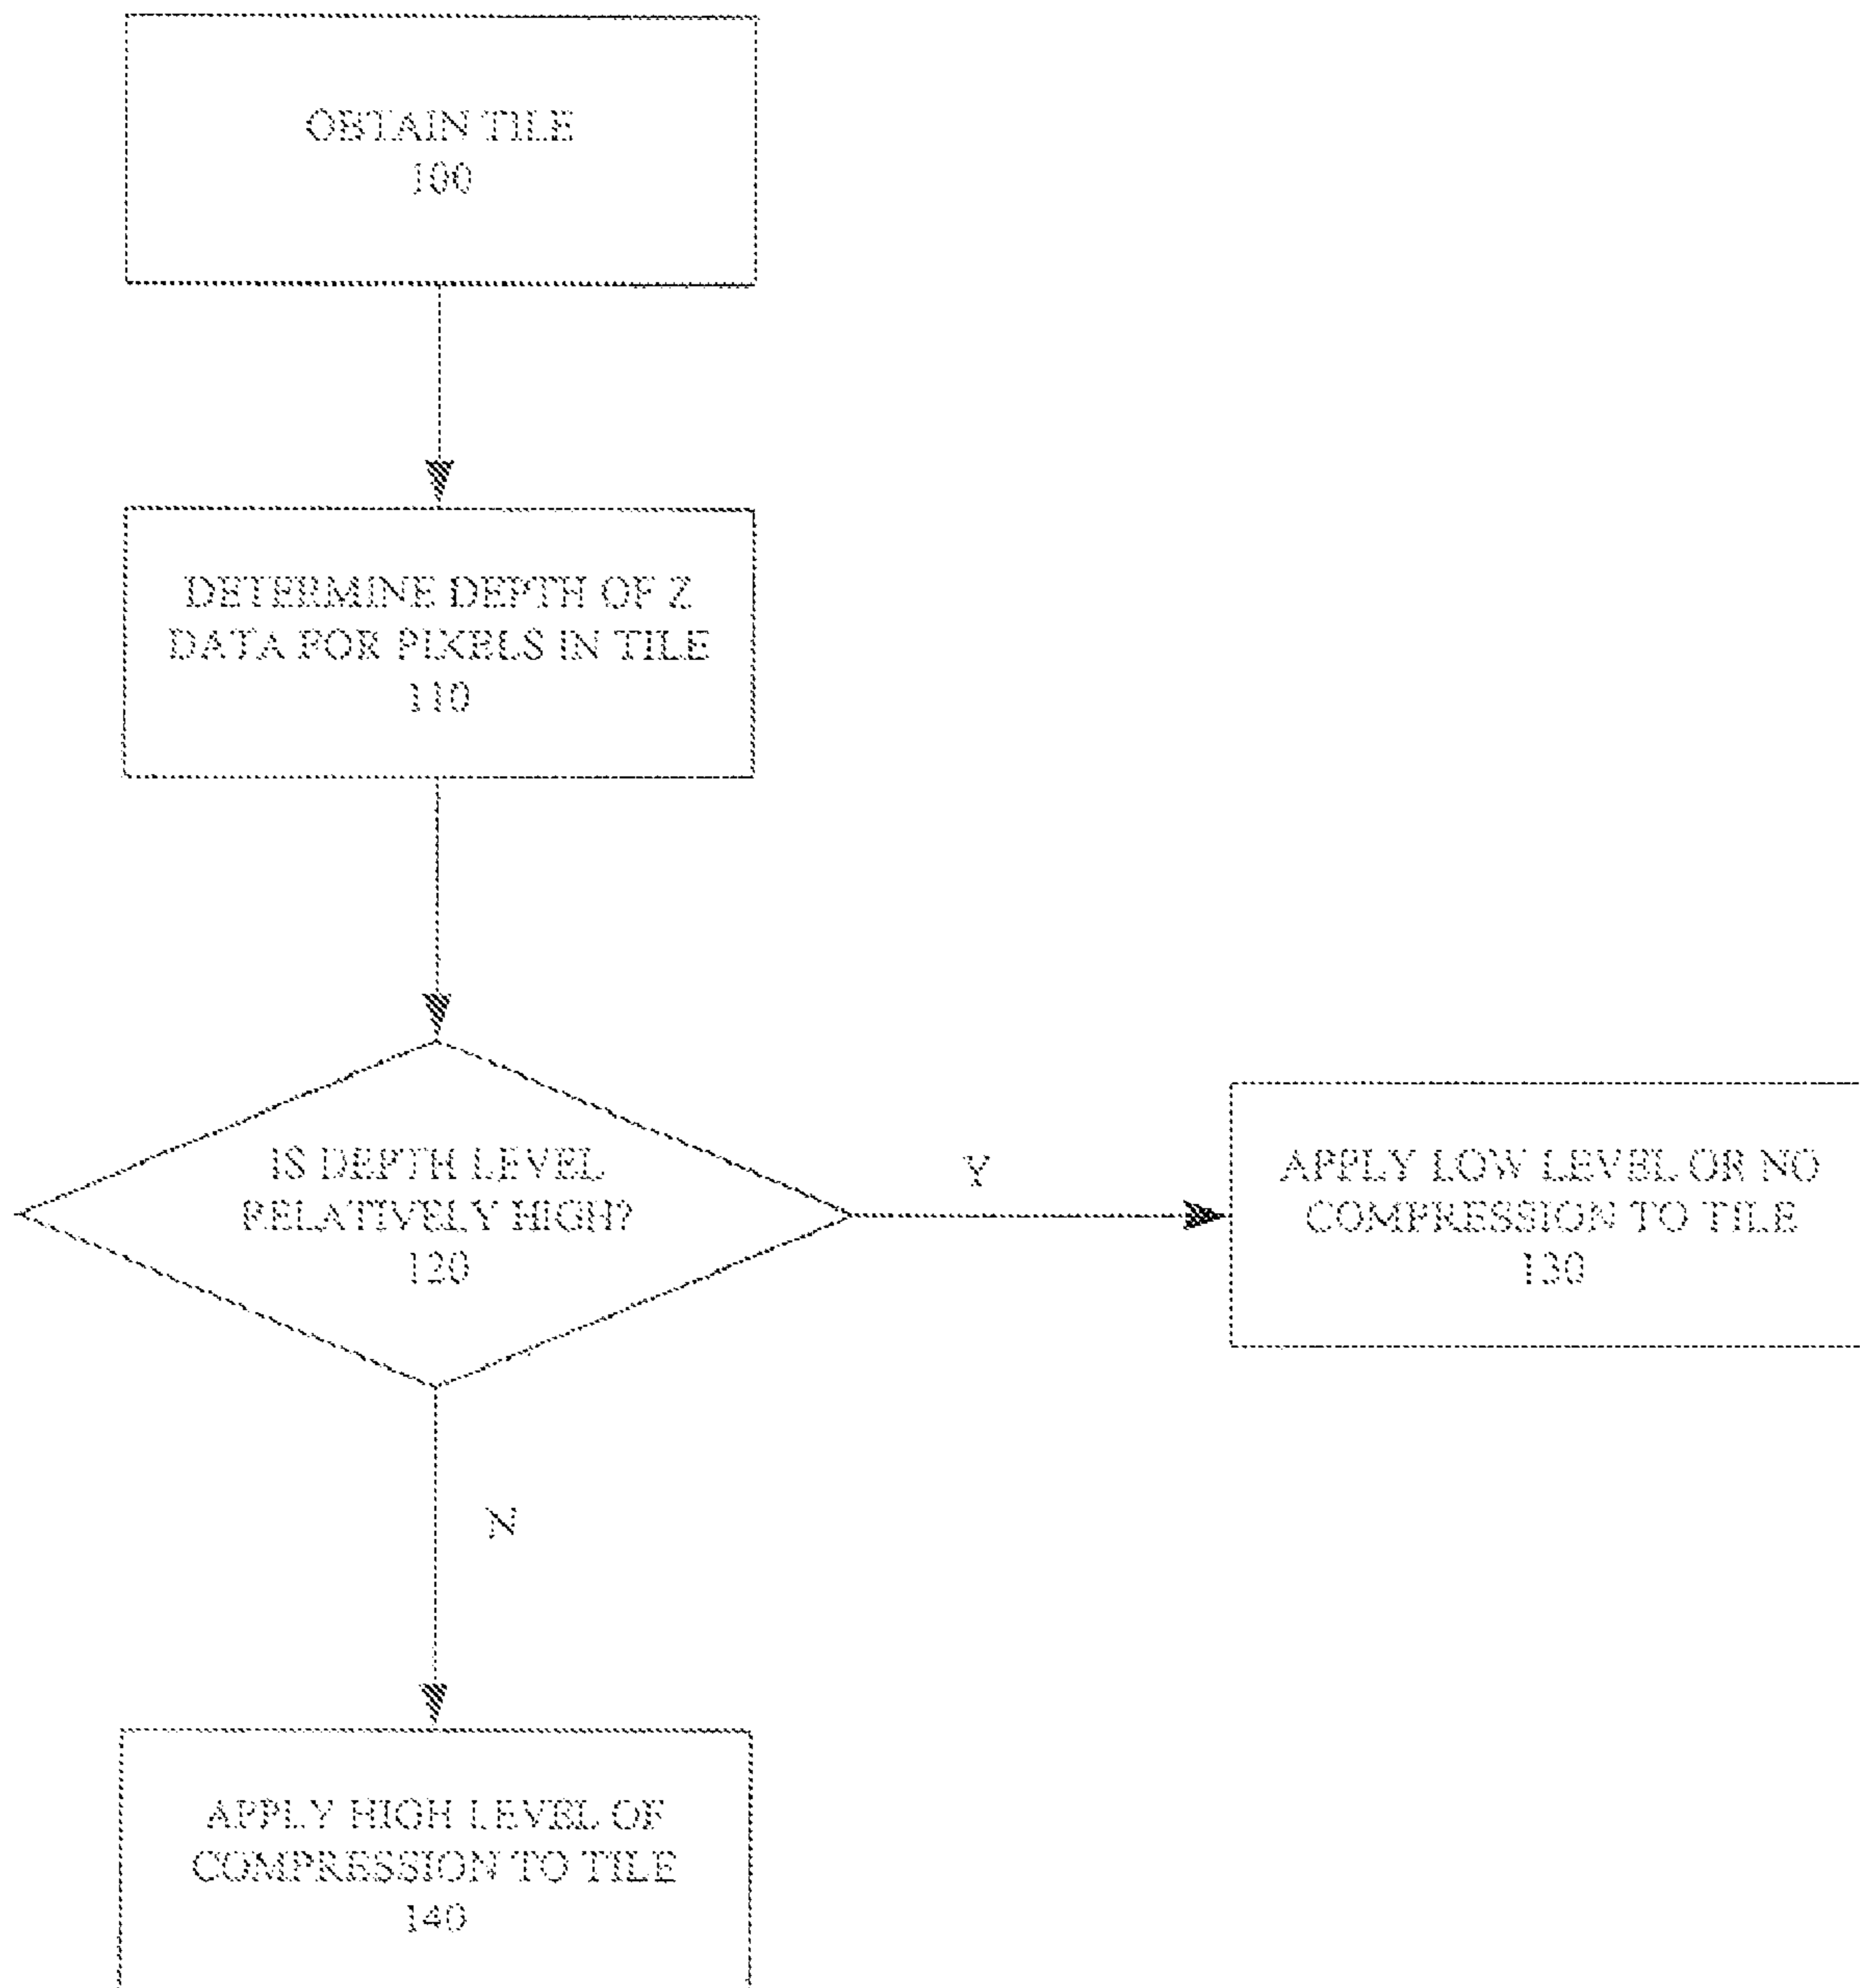 OBTAIN TILE
100
DETERMINE DEPTH OF Z
DATA FOR PIXELS IN TILE
110
IS DEPTH LEVEL
RELATIVELY HIGH?
120
Y
APPLY LOW LEVEL OR NO
COMPRESSION TO TILE
130
N
APPLY HIGH LEVEL OF
COMPRESSION TO TILE
140